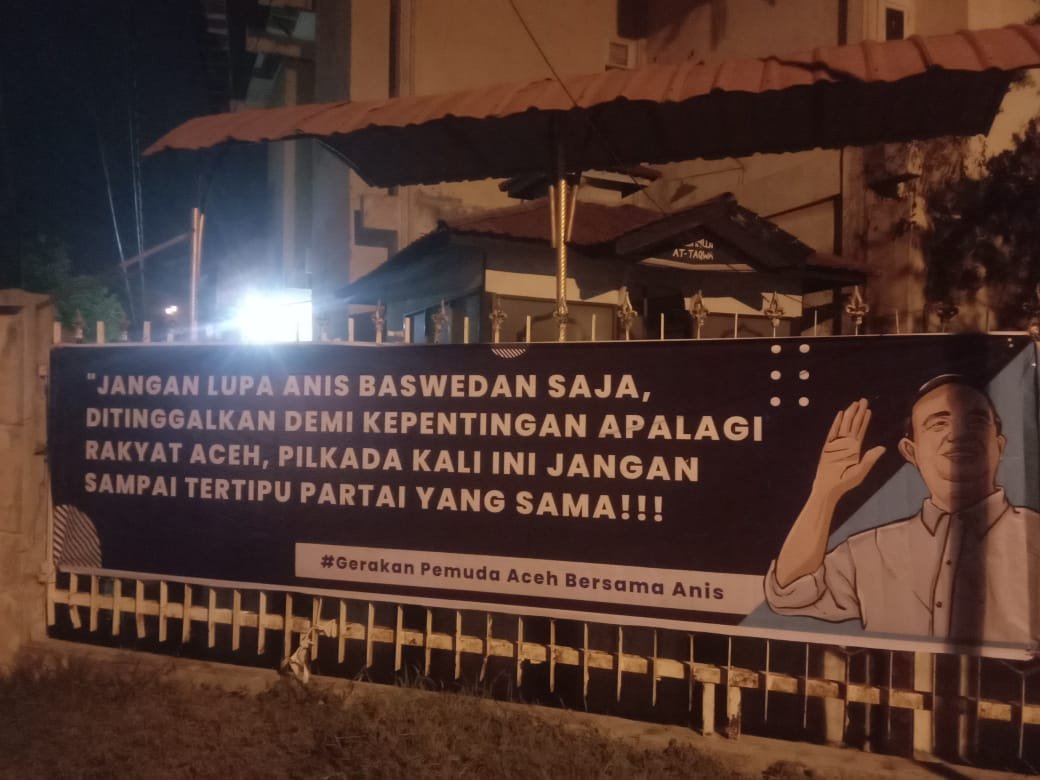 AT-TAQWA
"JANGAN LUPA ANIS BASWEDAN SAJA,
DITINGGALKAN DEMI KEPENTINGAN APALAGI
RAKYAT ACEH, PILKADA KALI INI JANGAN
SAMPAI TERTIPU PARTAI YANG SAMA!!!
#Gerakan Pemuda Aceh Bersama Anis